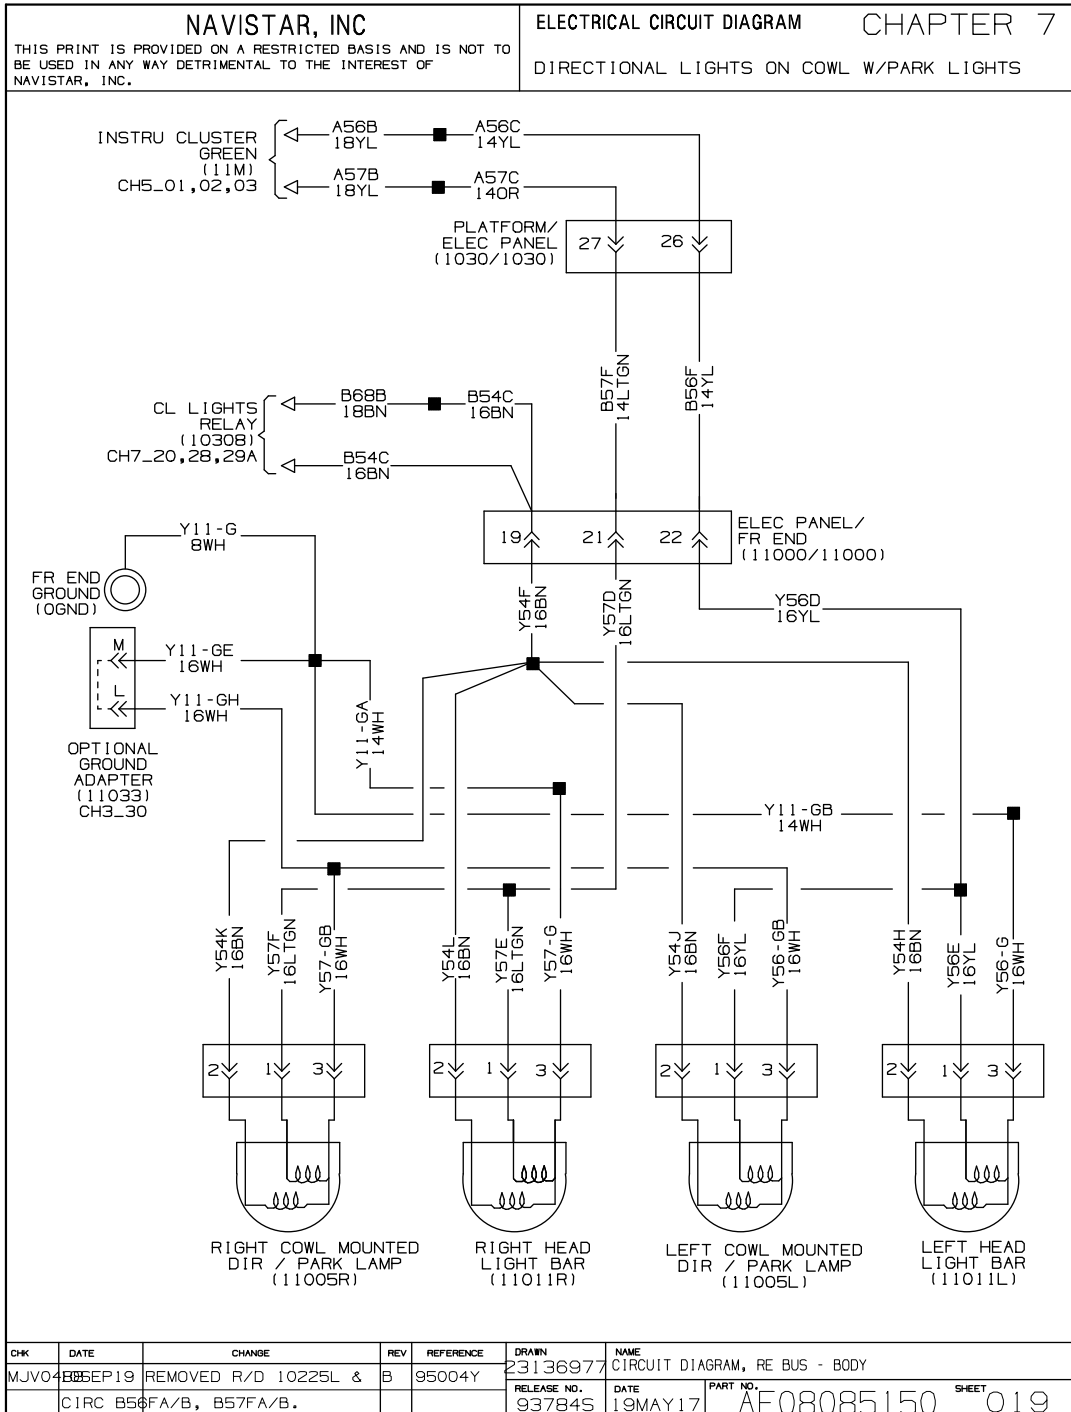 NAVISTAR, INC
THIS PRINT IS PROVIDED ON A RESTRICTED BASIS AND IS NOT TO
BE USED IN ANY WAY DETRIMENTAL TO THE INTEREST OF
NAVISTAR, INC.
ELECTRICAL CIRCUIT DIAGRAM
CHAPTER 7
DIRECTIONAL LIGHTS ON COWL W/PARK LIGHTS
INSTRU CLUSTER
GREEN
(11M)
CH5_01,02,03
A56B
18YL
A56C
14YL
A57B
18YL
A57C
14OR
PLATFORM/
ELEC PANEL
(1030/1030)
27
26
B57F
14LTGN
B56F
14YL
CL LIGHTS
RELAY
(10308)
CH7_20,28,29A
B68B
18BN
B54C
16BN
B54C
16BN
19
21
22
ELEC PANEL/
FR END
(11000/11000)
Y11-G
8WH
FR END
GROUND
(0GND)
Y54F
16BN
Y57D
16LTGN
Y56D
16YL
M
Y11-GE
16WH
L
Y11-GH
16WH
Y11-GA
14WH
OPTIONAL
GROUND
ADAPTER
(11033)
CH3_30
Y11-GB
14WH
Y54K
16BN
Y57F
16LTGN
Y57-GB
16WH
Y54L
16BN
Y57E
16LTGN
Y57-G
16WH
Y54J
16BN
Y56F
16YL
Y56-GB
16WH
Y54H
16BN
Y56E
16YL
Y56-G
16WH
2 1 3
2 1 3
2 1 3
2 1 3
RIGHT COWL MOUNTED
DIR / PARK LAMP
(11005R)
RIGHT HEAD
LIGHT BAR
(11011R)
LEFT COWL MOUNTED
DIR / PARK LAMP
(11005L)
LEFT HEAD
LIGHT BAR
(11011L)
CHK DATE CHANGE REV REFERENCE
05SEP19 REMOVED R/D 10225L & B 95004Y
CIRC B56FA/B, B57FA/B.
DRAWN
23136977
NAME
CIRCUIT DIAGRAM, RE BUS - BODY
RELEASE NO.
93784S
DATE
19MAY17
PART NO.
AF08085150
SHEET
019